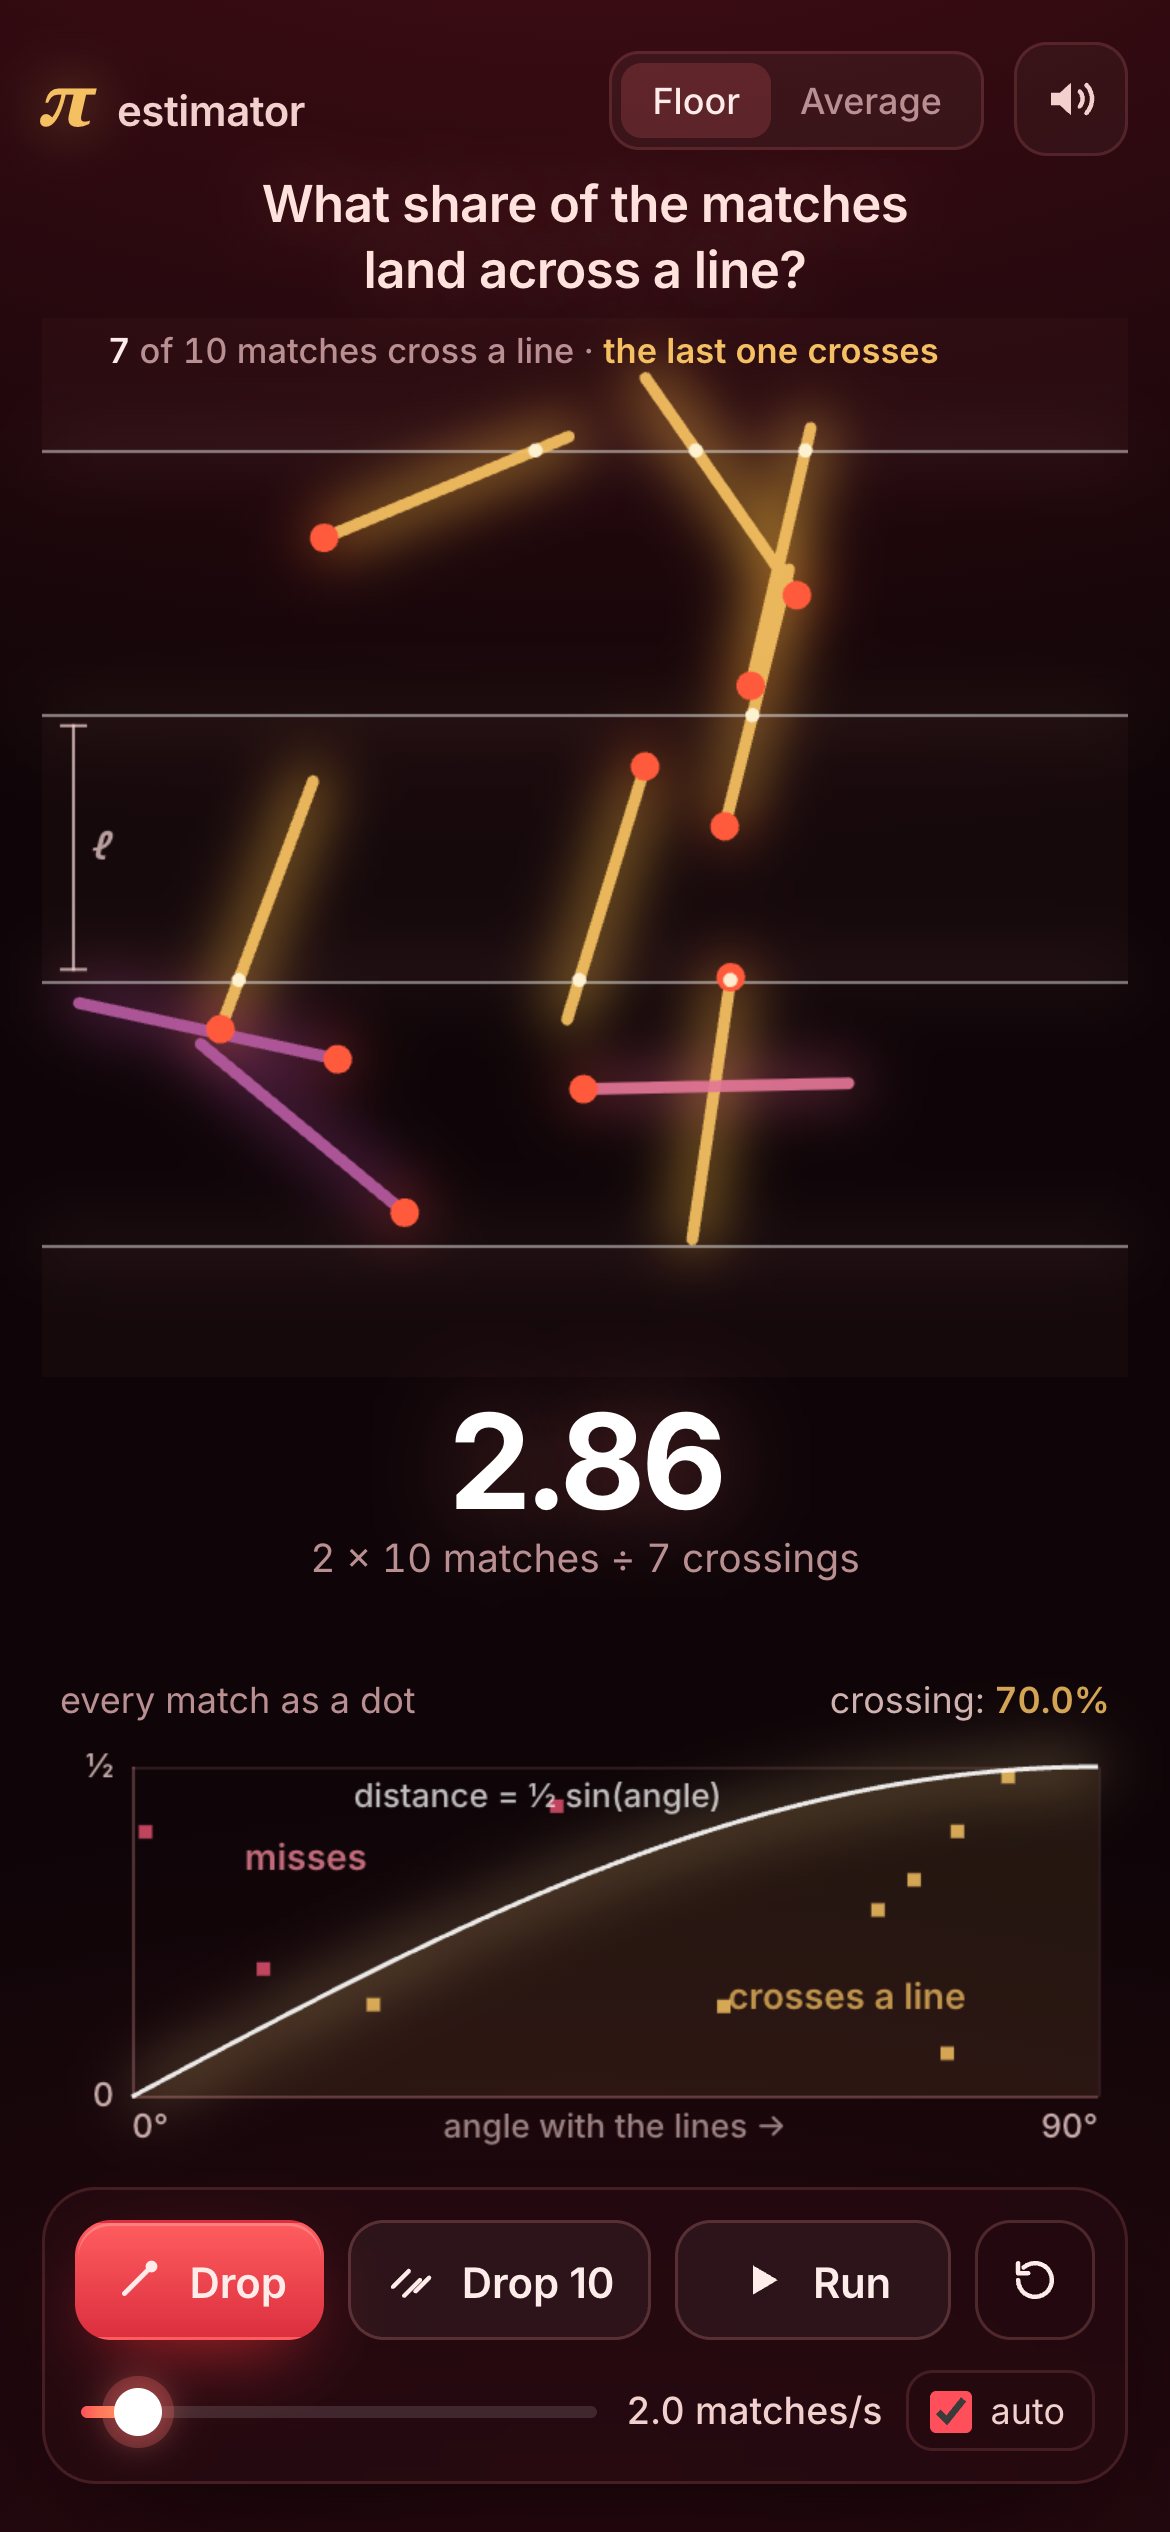 π estimator
Floor Average
What share of the matches
land across a line?
7 of 10 matches cross a line · the last one crosses
ℓ
2.86
2 × 10 matches ÷ 7 crossings
every match as a dot
crossing: 70.0%
½
distance = ½ sin(angle)
misses
crosses a line
0
0°
angle with the lines →
90°
Drop
Drop 10
Run
2.0 matches/s
auto